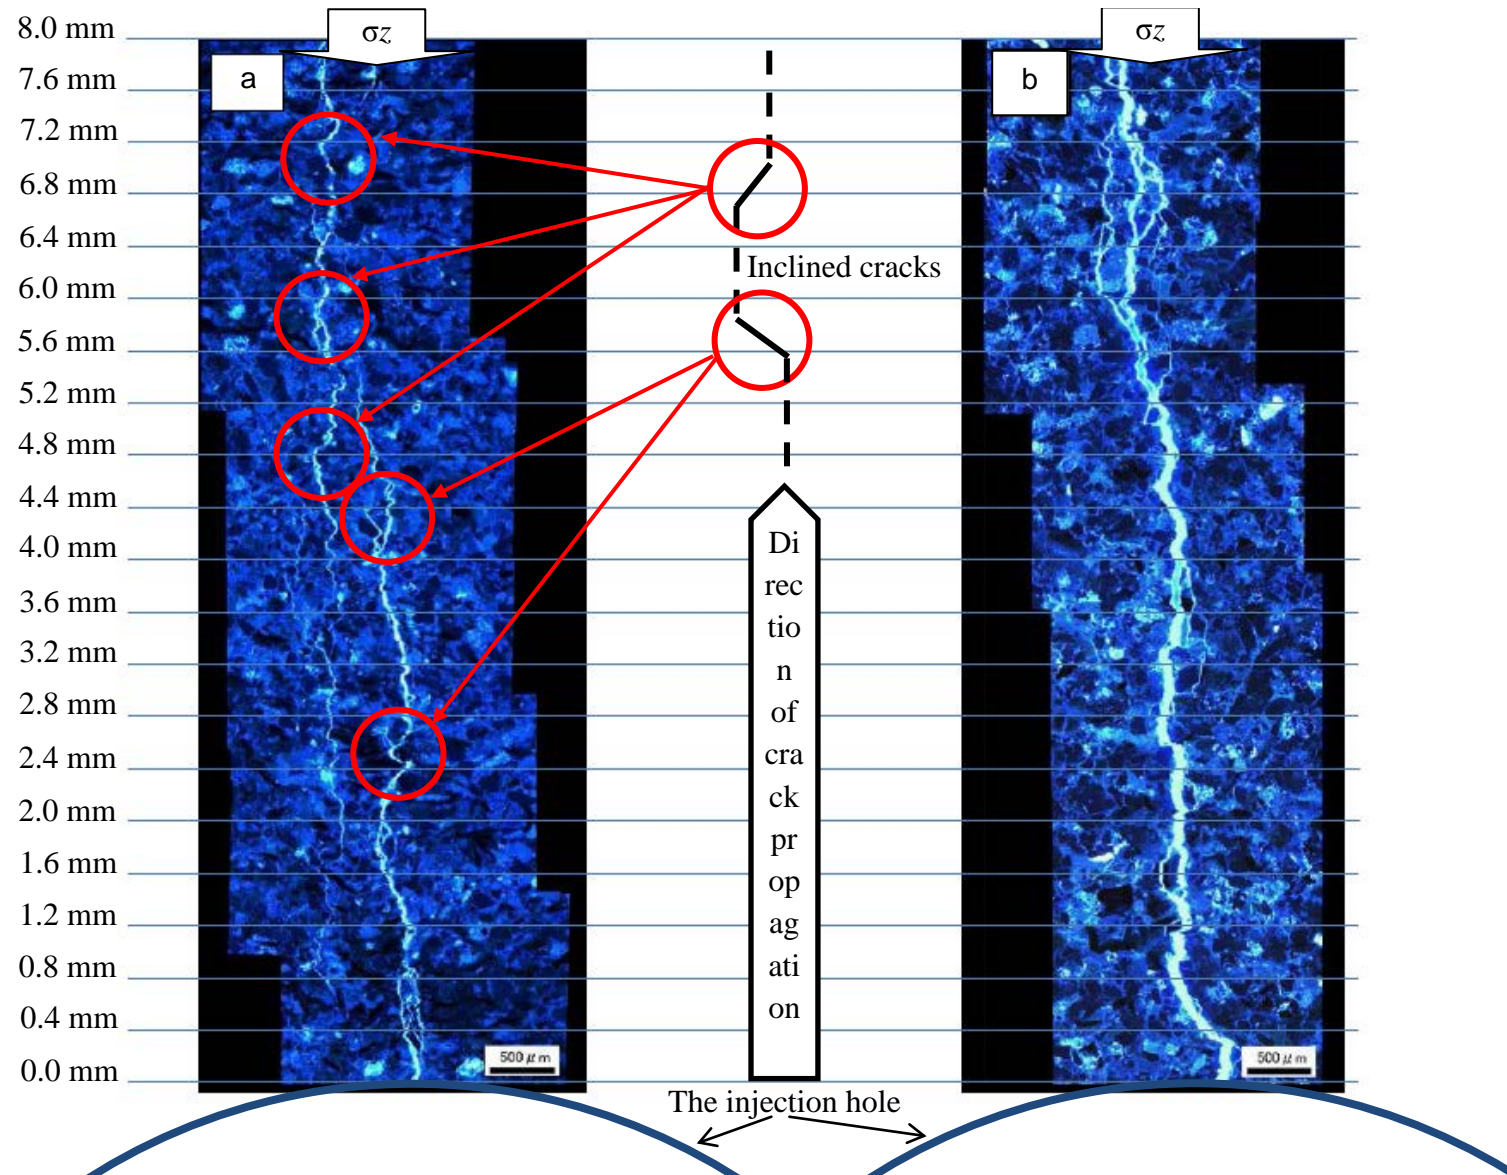 8.0 mm
7.6 mm
7.2 mm
6.8 mm
6.4 mm
6.0 mm
5.6 mm
5.2 mm
4.8 mm
4.4 mm
4.0 mm
3.6 mm
3.2 mm
2.8 mm
2.4 mm
2.0 mm
1.6 mm
1.2 mm
0.8 mm
0.4 mm
0.0 mm
σz
a
500 μm
Inclined cracks
Di
rec
tio
n
of
cra
ck
pr
op
ag
ati
on
The injection hole
σz
b
500 μm